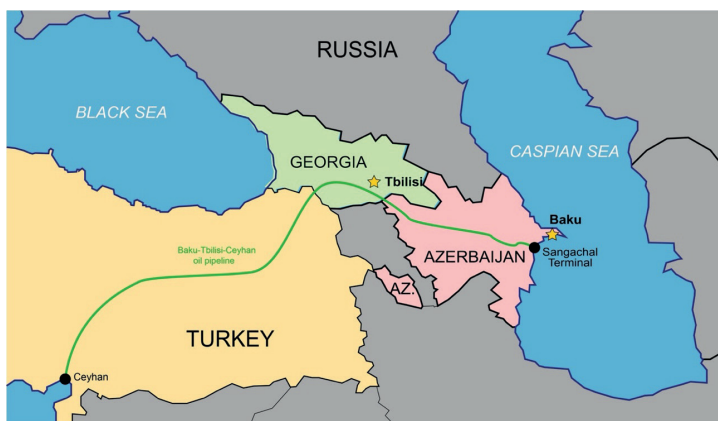 RUSSIA
BLACK SEA
CASPIAN SEA
GEORGIA
Tbilisi
Baku
Baku-Tbilisi-Ceyhan
oil pipeline
AZERBAIJAN
Sangachal
Terminal
AZ.
TURKEY
Ceyhan